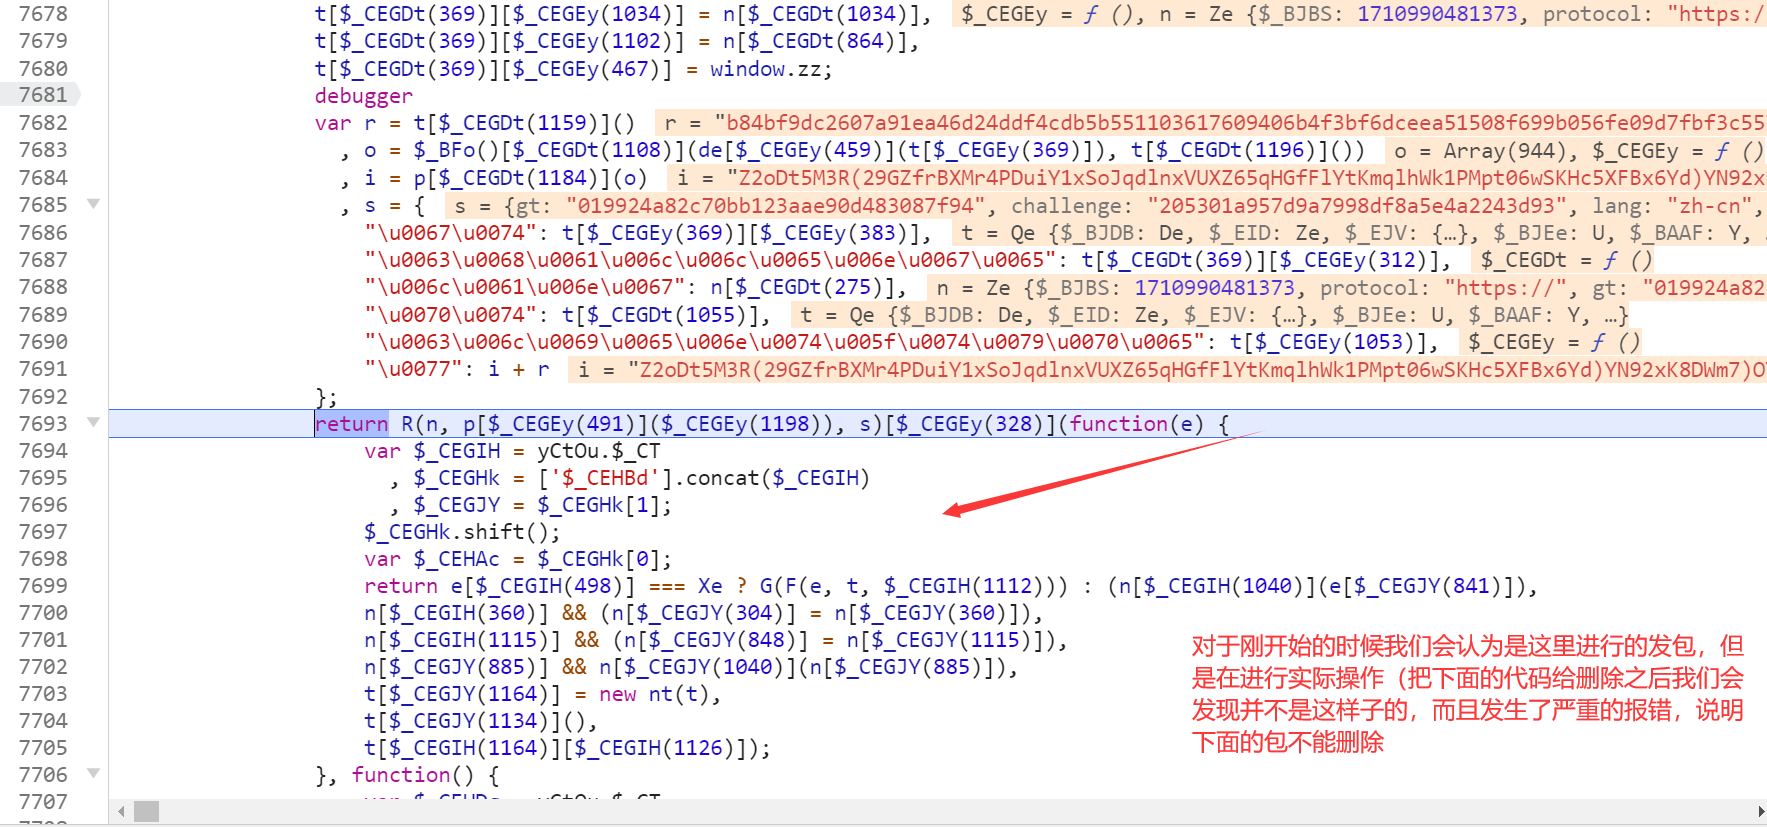 7678 t[$_CEGDt(369)][$_CEGEy(1034)] = n[$_CEGDt(1034)], $_CEGEy = ƒ (), n = Ze {$_BJBS: 1710990481373, protocol: "https:/
7679 t[$_CEGDt(369)][$_CEGEy(1102)] = n[$_CEGDt(864)],
7680 t[$_CEGDt(369)][$_CEGEy(467)] = window.zz;
7681 debugger
7682 var r = t[$_CEGDt(1159)]() r = "b84bf9dc2607a91ea46d24ddf4cdb5b551103617609406b4f3bf6dceea51508f699b056fe09d7fbf3c55
7683 , o = $_BFo()[$_CEGDt(1108)](de[$_CEGEy(459)](t[$_CEGEy(369)]), t[$_CEGDt(1196)]()) o = Array(944), $_CEGEy = ƒ ()
7684 , i = p[$_CEGDt(1184)](o) i = "Z2oDt5M3R(29GZfrBXMr4PDuiY1xSoJqdlnxVUXZ65qHGfFlYtKmqlhWk1PMpt06wSKHc5XFBx6Yd)YN92x
7685 , s = { s = {gt: "019924a82c70bb123aae90d483087f94", challenge: "205301a957d9a7998df8a5e4a2243d93", lang: "zh-cn",
7686 "\u0067\u0074": t[$_CEGEy(369)][$_CEGEy(383)], t = Qe {$_BJDB: De, $_EID: Ze, $_EJV: {…}, $_BJEe: U, $_BAAF: Y, …
7687 "\u0063\u0068\u0061\u006c\u006c\u0065\u006e\u0067\u0065": t[$_CEGEy(369)][$_CEGEy(312)], $_CEGDt = ƒ ()
7688 "\u006c\u0061\u006e\u0067": n[$_CEGDt(275)], n = Ze {$_BJBS: 1710990481373, protocol: "https://", gt: "019924a82
7689 "\u0070\u0074": t[$_CEGDt(1055)], t = Qe {$_BJDB: De, $_EID: Ze, $_EJV: {…}, $_BJEe: U, $_BAAF: Y, …}
7690 "\u0063\u006c\u0069\u0065\u006e\u0074\u005f\u0074\u0079\u0070\u0065": t[$_CEGEy(1053)], $_CEGEy = ƒ ()
7691 "\u0077": i + r i = "Z2oDt5M3R(29GZfrBXMr4PDuiY1xSoJqdlnxVUXZ65qHGfFlYtKmqlhWk1PMpt06wSKHc5XFBx6Yd)YN92xK8DWm7)O
7692 };
7693 return R(n, p[$_CEGEy(491)]($_CEGEy(1198)), s)[$_CEGEy(328)](function(e) {
7694 var $_CEGIH = yCtOu.$_CT
7695 , $_CEGHk = ['$_CEHBd'].concat($_CEGIH)
7696 , $_CEGJY = $_CEGHk[1];
7697 $_CEGHk.shift();
7698 var $_CEHAc = $_CEGHk[0];
7699 return e[$_CEGIH(498)] === Xe ? G(F(e, t, $_CEGIH(1112))) : (n[$_CEGIH(1040)](e[$_CEGJY(841)]),
7700 n[$_CEGIH(360)] && (n[$_CEGJY(304)] = n[$_CEGJY(360)]),
7701 n[$_CEGIH(1115)] && (n[$_CEGJY(848)] = n[$_CEGJY(1115)]),
7702 n[$_CEGJY(885)] && n[$_CEGJY(1040)](n[$_CEGJY(885)]),
7703 t[$_CEGJY(1164)] = new nt(t),
7704 t[$_CEGJY(1134)](),
7705 t[$_CEGIH(1164)][$_CEGIH(1126)]);
7706 }, function() {
7707
对于刚开始的时候我们会认为是这里进行的发包，但
是在进行实际操作（把下面的代码给删除之后我们会
发现并不是这样子的，而且发生了严重的报错，说明
下面的包不能删除